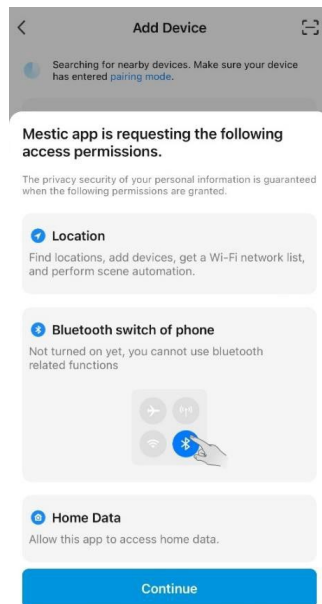 Add Device
Searching for nearby devices. Make sure your device
has entered pairing mode.
Mestic app is requesting the following
access permissions.
The privacy security of your personal information is guaranteed
when the following permissions are granted.
Location
Find locations, add devices, get a Wi-Fi network list,
and perform scene automation.
Bluetooth switch of phone
Not turned on yet, you cannot use bluetooth
related functions
Home Data
Allow this app to access home data.
Continue